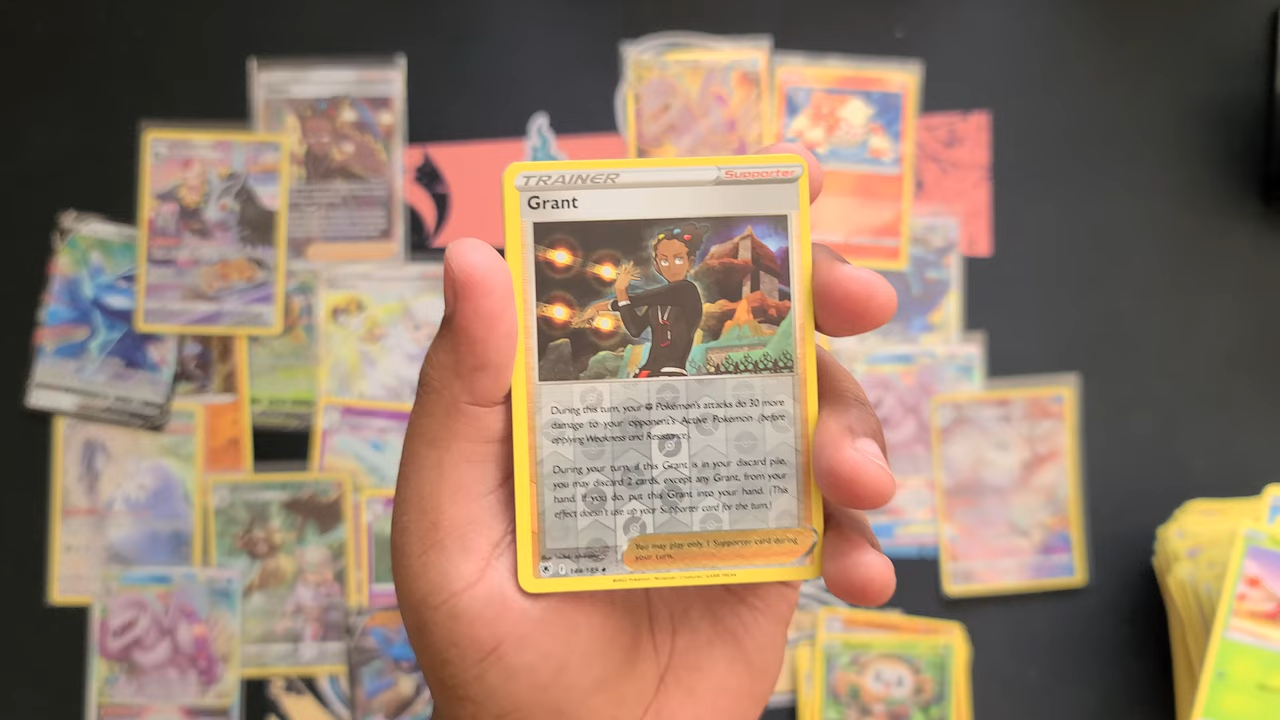 TRAINER
Supporter
Grant
During this turn, your Pokémon's attacks do 30 more
damage to your opponent's Active Pokémon (before
applying Weakness and Resistance).
During your turn, if this Grant is in your discard pile,
you may discard 2 cards, except any Grant, from your
hand. If you do, put this Grant into your hand. (This
effect doesn't use up your Supporter card for the turn.)
You may play only 1 Supporter card during
your turn.